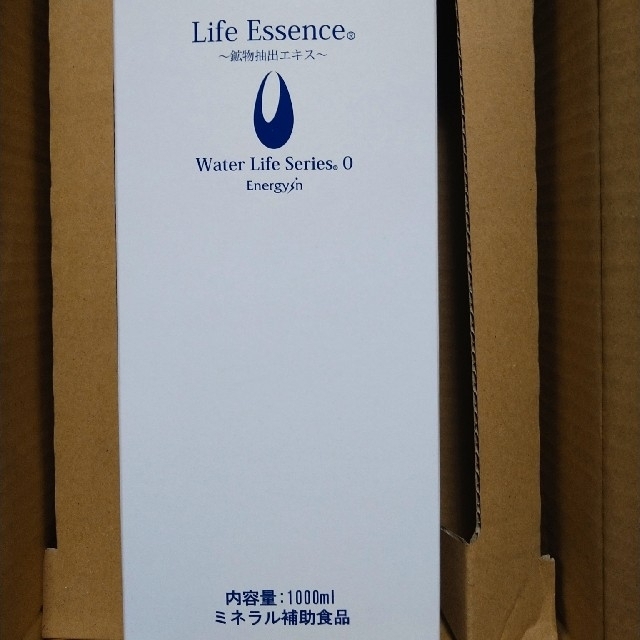 Life Essence®
～鉱物抽出エキス～
Water Life Series® 0
Energysh
内容量:1000ml
ミネラル補助食品